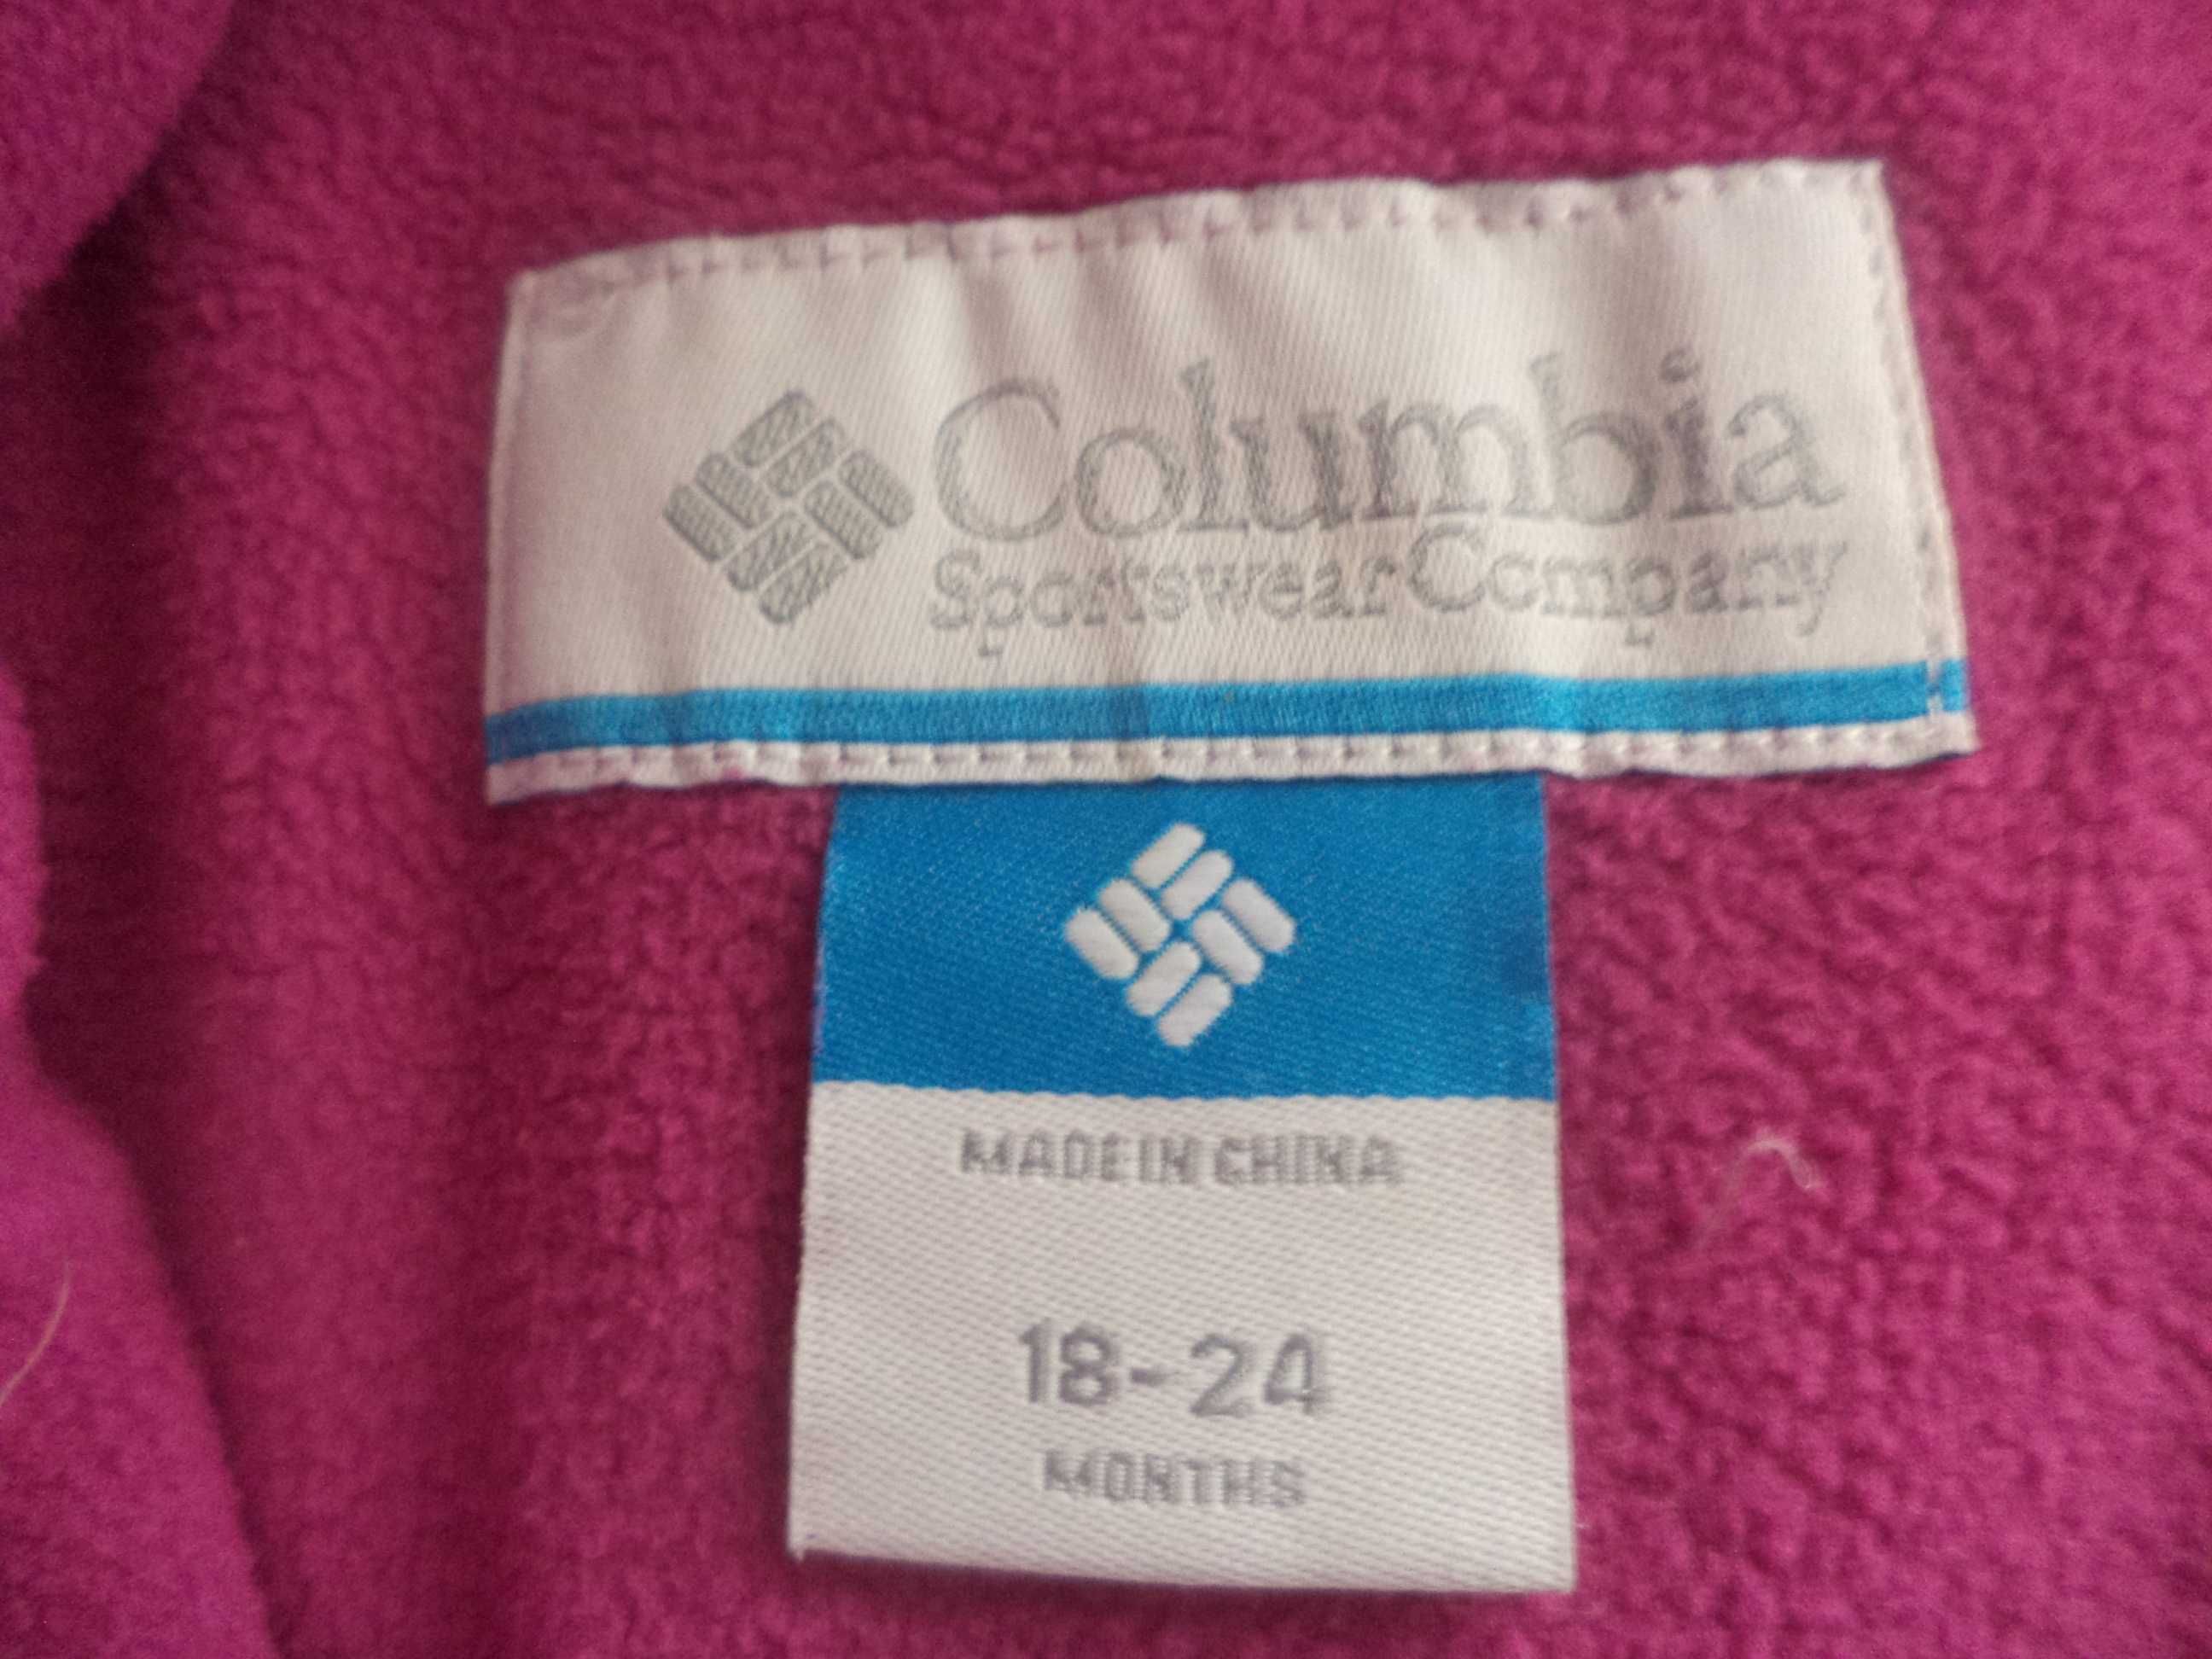 Columbia
Sportswear Company
MADE IN CHINA
18-24
MONTHS